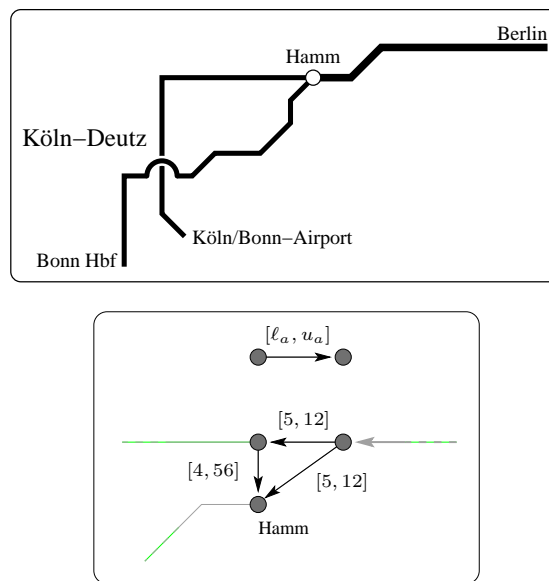 Berlin
Hamm
Köln–Deutz
Köln/Bonn–Airport
Bonn Hbf
[ℓₐ, uₐ]
[5, 12]
[4, 56]
[5, 12]
Hamm